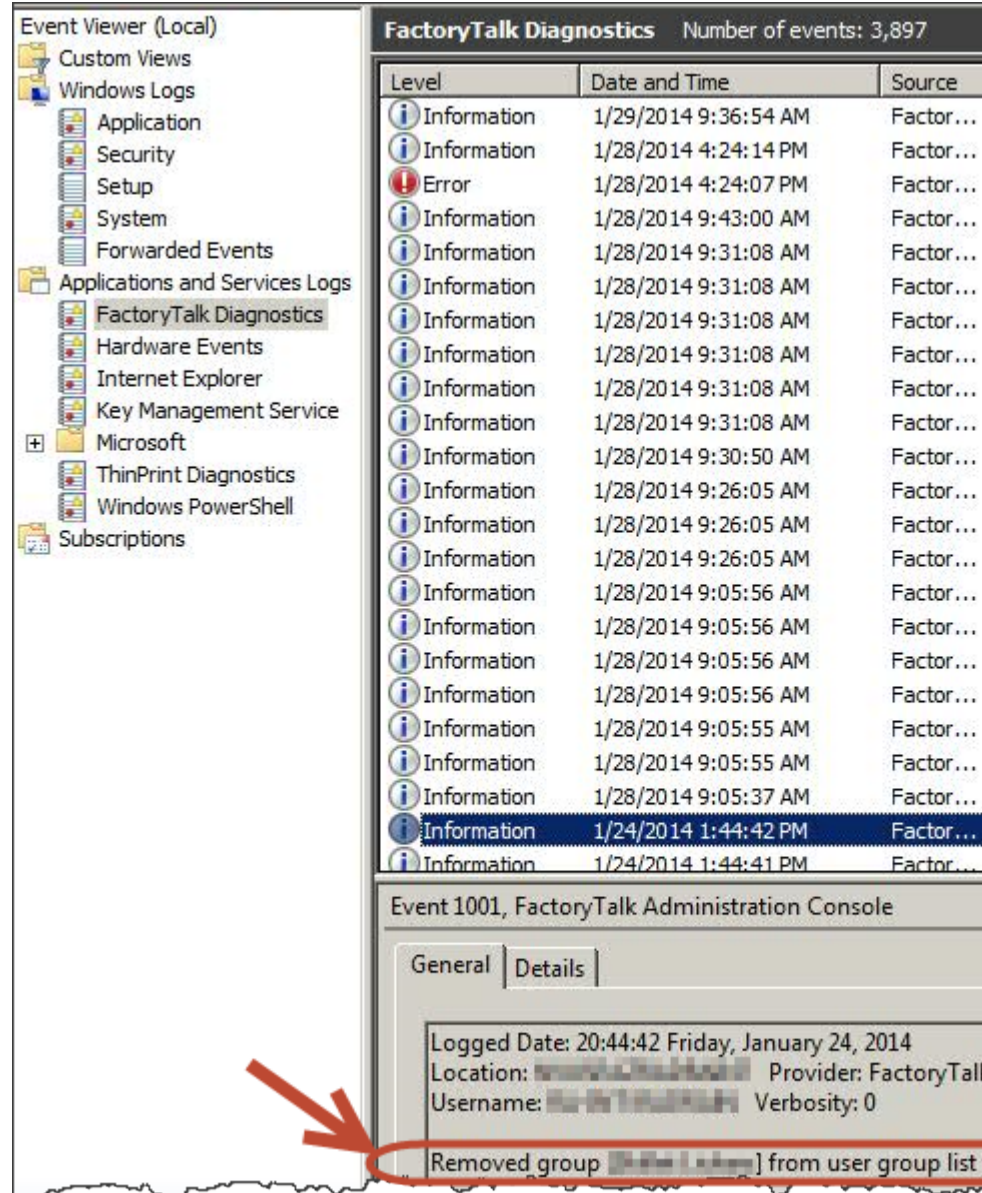 Event Viewer (Local)
Custom Views
Windows Logs
Application
Security
Setup
System
Forwarded Events
Applications and Services Logs
FactoryTalk Diagnostics
Hardware Events
Internet Explorer
Key Management Service
Microsoft
ThinPrint Diagnostics
Windows PowerShell
Subscriptions
FactoryTalk Diagnostics Number of events: 3,897
Level Date and Time Source
Information 1/29/2014 9:36:54 AM Factor...
Information 1/28/2014 4:24:14 PM Factor...
Error 1/28/2014 4:24:07 PM Factor...
Information 1/28/2014 9:43:00 AM Factor...
Information 1/28/2014 9:31:08 AM Factor...
Information 1/28/2014 9:31:08 AM Factor...
Information 1/28/2014 9:31:08 AM Factor...
Information 1/28/2014 9:31:08 AM Factor...
Information 1/28/2014 9:31:08 AM Factor...
Information 1/28/2014 9:31:08 AM Factor...
Information 1/28/2014 9:30:50 AM Factor...
Information 1/28/2014 9:26:05 AM Factor...
Information 1/28/2014 9:26:05 AM Factor...
Information 1/28/2014 9:26:05 AM Factor...
Information 1/28/2014 9:05:56 AM Factor...
Information 1/28/2014 9:05:56 AM Factor...
Information 1/28/2014 9:05:56 AM Factor...
Information 1/28/2014 9:05:56 AM Factor...
Information 1/28/2014 9:05:55 AM Factor...
Information 1/28/2014 9:05:55 AM Factor...
Information 1/28/2014 9:05:37 AM Factor...
Information 1/24/2014 1:44:42 PM Factor...
Information 1/24/2014 1:44:41 PM Factor...
Event 1001, FactoryTalk Administration Console
General Details
Logged Date: 20:44:42 Friday, January 24, 2014
Location: Provider: FactoryTal
Username: Verbosity: 0
Removed group ] from user group list